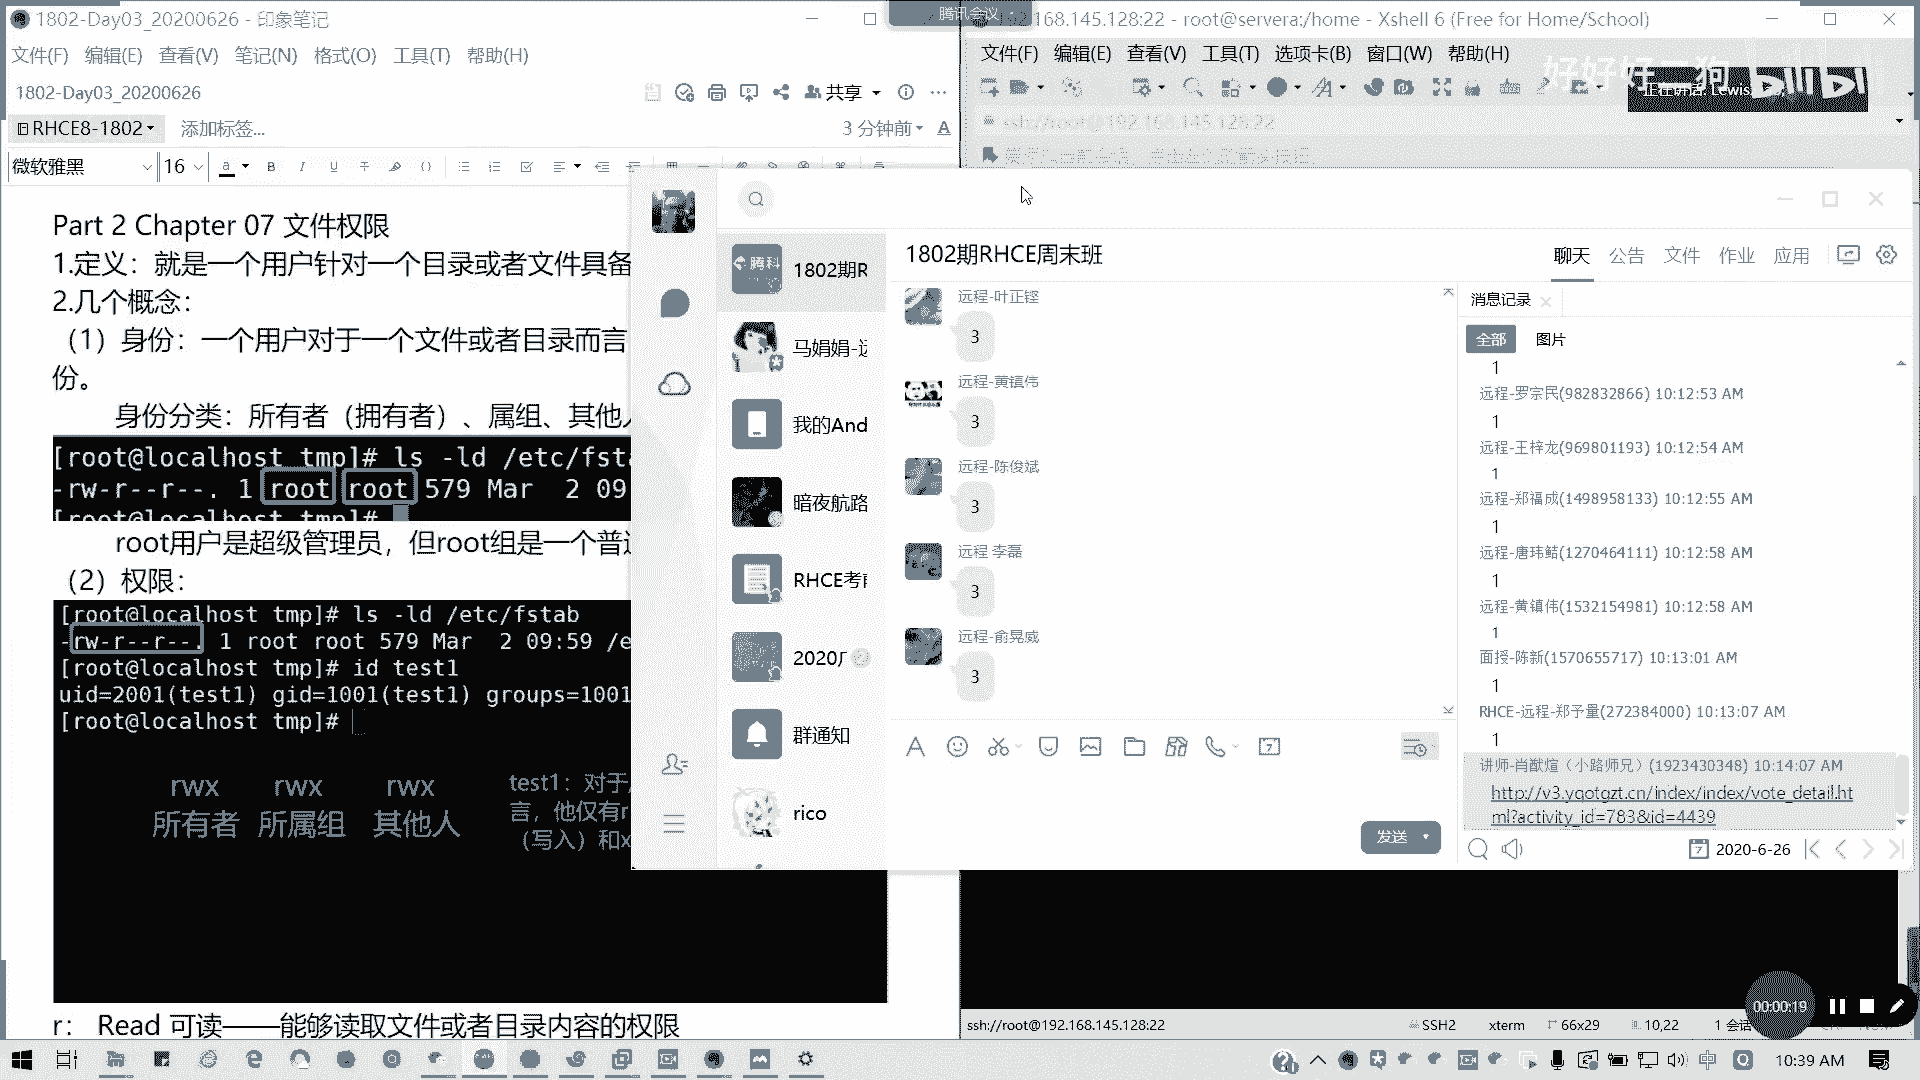 1802-Day03_20200626 - 印象笔记
文件(F) 编辑(E) 查看(V) 笔记(N) 格式(O) 工具(T) 帮助(H)
1802-Day03_20200626
共享
RHCE8-1802
添加标签...
3 分钟前
微软雅黑
16
Part 2 Chapter 07 文件权限
1.定义：就是一个用户针对一个目录或者文件具备
2.几个概念：
（1）身份：一个用户对于一个文件或者目录而言
份。
身份分类：所有者（拥有者）、属组、其他
[root@localhost tmp]# ls -ld /etc/fst
-rw-r--r--. 1 root root 579 Mar  2 09
[root@localhost tmp]#
root用户是超级管理员，但root组是一个普
（2）权限：
[root@localhost tmp]# ls -ld /etc/fstab
-rw-r--r--. 1 root root 579 Mar  2 09:59 /e
[root@localhost tmp]# id test1
uid=2001(test1) gid=1001(test1) groups=1001
[root@localhost tmp]#
rwx rwx rwx
所有者 所属组 其他人
test1：对于
言，他仅有r
（写入）和x
r： Read 可读——能够读取文件或者目录内容的权限
腾讯会议
192.168.145.128:22 - root@servera:/home - Xshell 6 (Free for Home/School)
文件(F) 编辑(E) 查看(V) 工具(T) 选项卡(B) 窗口(W) 帮助(H)
好好好二狗
bilibili
ssh://root@192.168.145.128:22
腾科
1802期R
马娟娟-
我的And
暗夜航路
RHCE考
2020
群通知
rico
1802期RHCE周末班
聊天 公告 文件 作业 应用
远程-叶正铿
3
远程-黄镇伟
3
远程-陈俊斌
3
远程 李磊
3
远程-俞晃威
3
发送
消息记录
全部 图片
1
远程-罗宗民(982832866) 10:12:53 AM
1
远程-王梓龙(969801193) 10:12:54 AM
1
远程-郑福成(1498958133) 10:12:55 AM
1
远程-唐玮鲭(1270464111) 10:12:58 AM
1
远程-黄镇伟(1532154981) 10:12:58 AM
1
面授-陈新(1570655717) 10:13:01 AM
1
RHCE-远程-郑予量(272384000) 10:13:07 AM
1
讲师-肖猷煊（小路师兄）(1923430348) 10:14:07 AM
http://v3.yqotgzt.cn/index/index/vote_detail.ht
ml?activity_id=783&id=4439
2020-6-26
00:00:19
ssh://root@192.168.145.128:22
SSH2
xterm
66x29
10,22
1 会话
中
10:39 AM